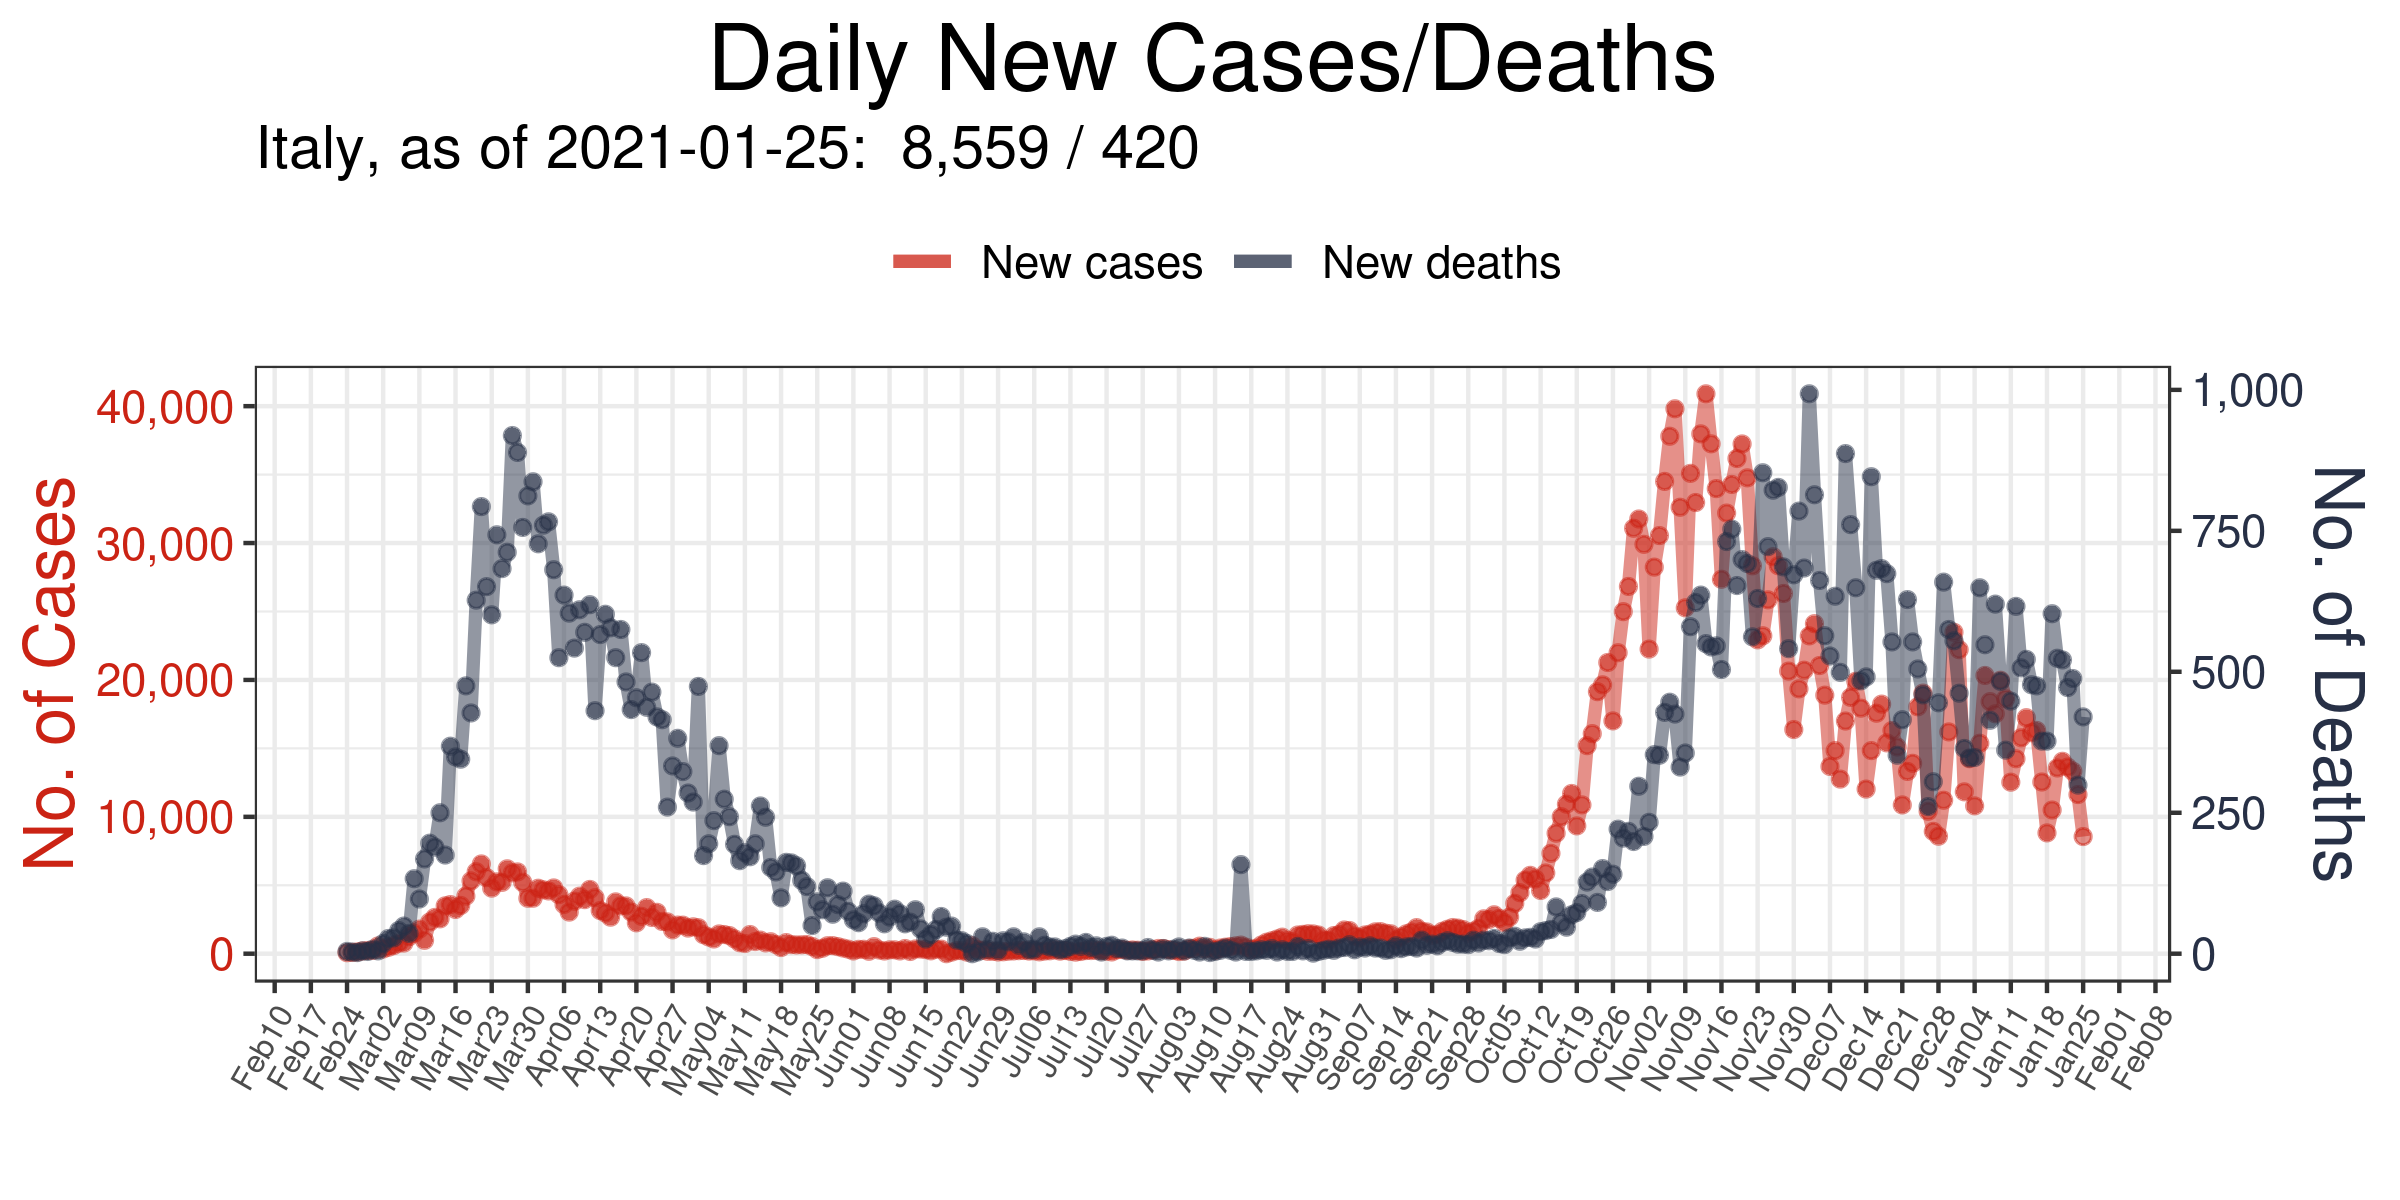 Daily New Cases/Deaths
Italy, as of 2021-01-25: 8,559 / 420
New cases New deaths
No. of Cases
40,000
30,000
20,000
10,000
0
1,000
750
500
250
0
No. of Deaths
Feb10 Feb17 Feb24 Mar02 Mar09 Mar16 Mar23 Mar30 Apr06 Apr13 Apr20 Apr27 May04 May11 May18 May25 Jun01 Jun08 Jun15 Jun22 Jun29 Jul06 Jul13 Jul20 Jul27 Aug03 Aug10 Aug17 Aug24 Aug31 Sep07 Sep14 Sep21 Sep28 Oct05 Oct12 Oct19 Oct26 Nov02 Nov09 Nov16 Nov23 Nov30 Dec07 Dec14 Dec21 Dec28 Jan04 Jan11 Jan18 Jan25 Feb01 Feb08